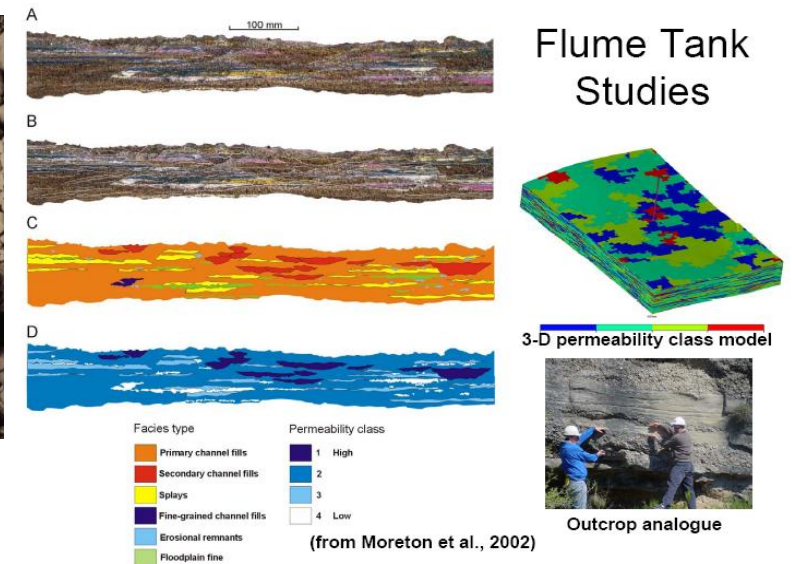 A
100 mm
B
C
D
Flume Tank
Studies
3-D permeability class model
Outcrop analogue
Facies type
Primary channel fills
Secondary channel fills
Splays
Fine-grained channel fills
Erosional remnants
Floodplain fine
Permeability class
1 High
2
3
4 Low
(from Moreton et al., 2002)